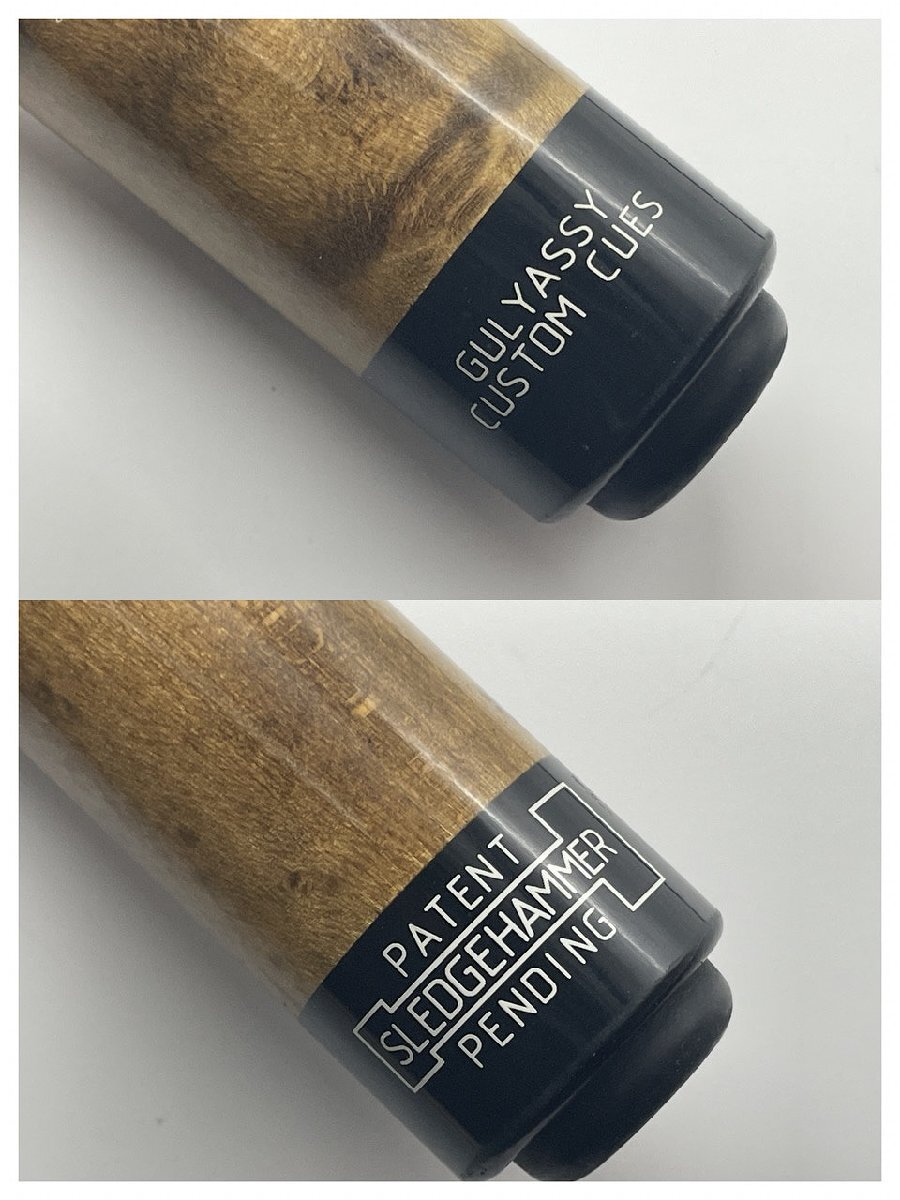 GULYASSY
CUSTOM CUES
PATENT
SLEDGEHAMMER
PENDING